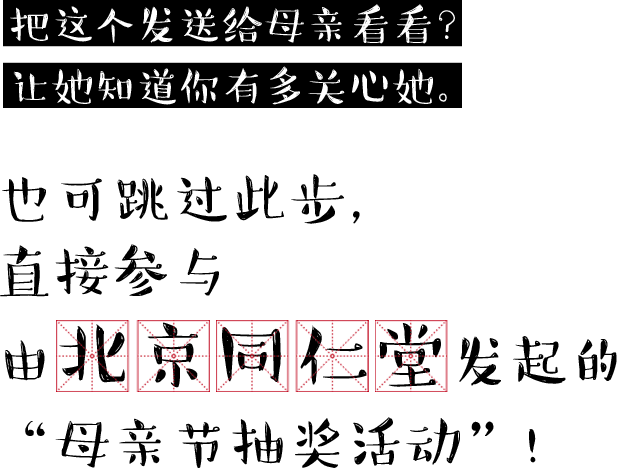 把这个发送给母亲看看?
让她知道你有多关心她。
也可跳过此步,
直接参与
由北京同仁堂发起的
“母亲节抽奖活动”!